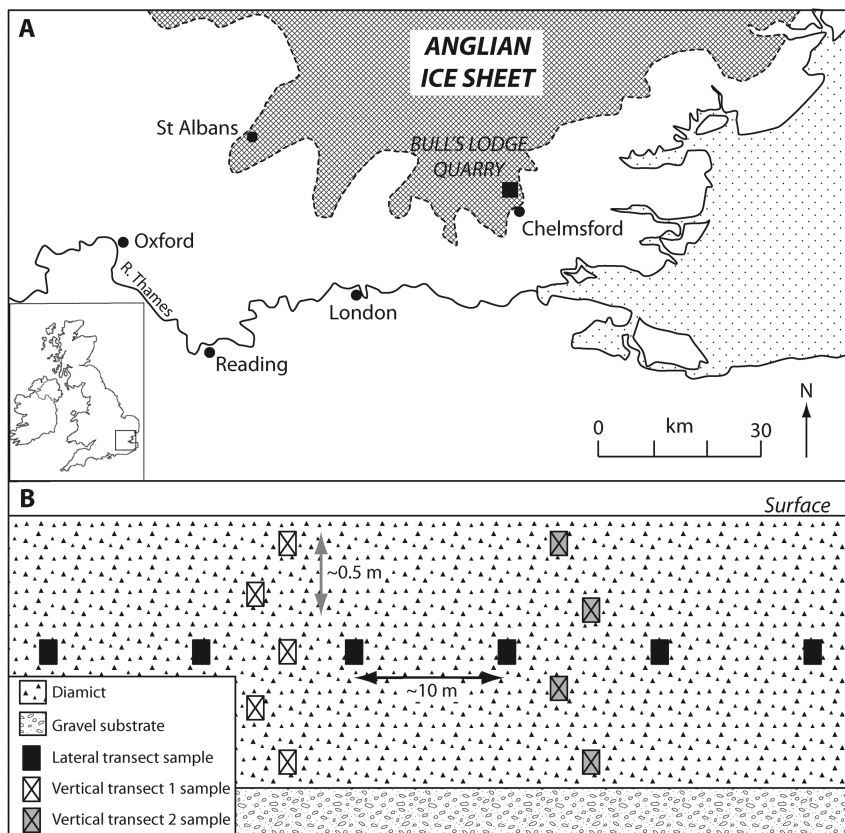 A
ANGLIAN
ICE SHEET
St Albans
BULL'S LODGE
QUARRY
Chelmsford
Oxford
R. Thames
London
Reading
N
0 km 30
B
Surface
~0.5 m
~10 m
Diamict
Gravel substrate
Lateral transect sample
Vertical transect 1 sample
Vertical transect 2 sample